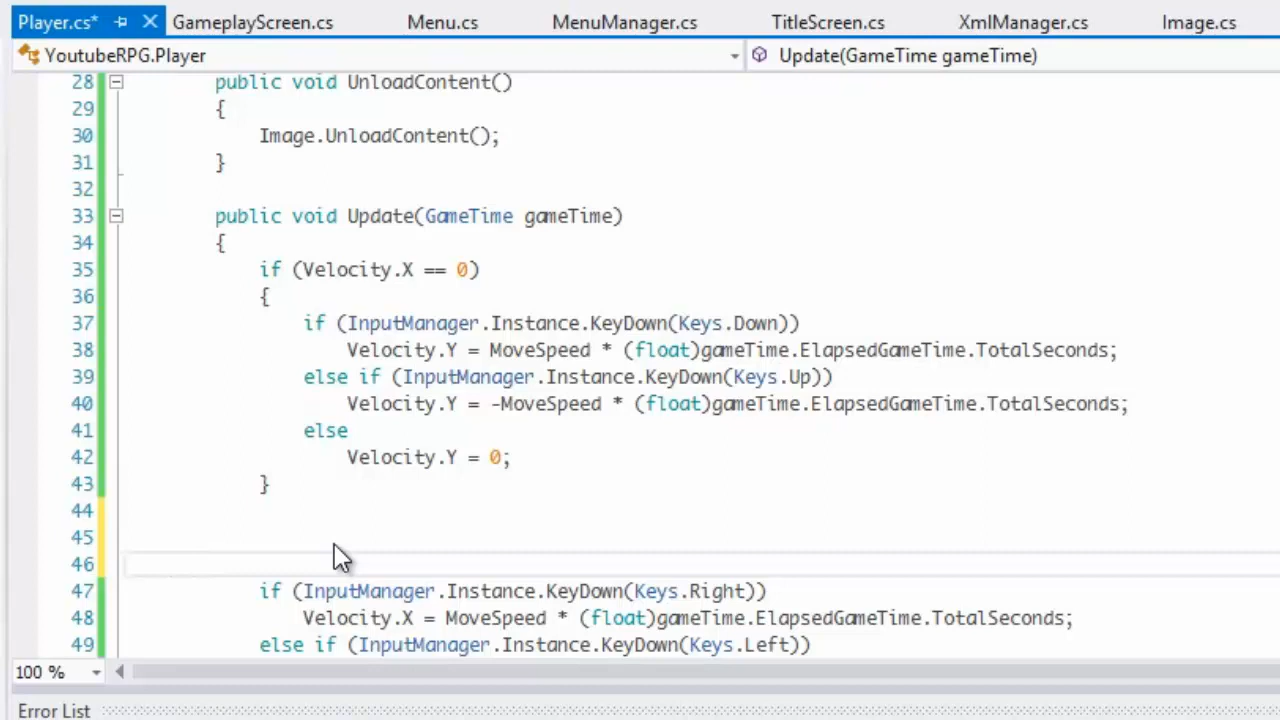 Player.cs* GameplayScreen.cs Menu.cs MenuManager.cs TitleScreen.cs XmlManager.cs Image.cs
YoutubeRPG.Player Update(GameTime gameTime)
28 public void UnloadContent()
29 {
30 Image.UnloadContent();
31 }
32
33 public void Update(GameTime gameTime)
34 {
35 if (Velocity.X == 0)
36 {
37 if (InputManager.Instance.KeyDown(Keys.Down))
38 Velocity.Y = MoveSpeed * (float)gameTime.ElapsedGameTime.TotalSeconds;
39 else if (InputManager.Instance.KeyDown(Keys.Up))
40 Velocity.Y = -MoveSpeed * (float)gameTime.ElapsedGameTime.TotalSeconds;
41 else
42 Velocity.Y = 0;
43 }
44
45
46
47 if (InputManager.Instance.KeyDown(Keys.Right))
48 Velocity.X = MoveSpeed * (float)gameTime.ElapsedGameTime.TotalSeconds;
49 else if (InputManager.Instance.KeyDown(Keys.Left))
100 %
Error List